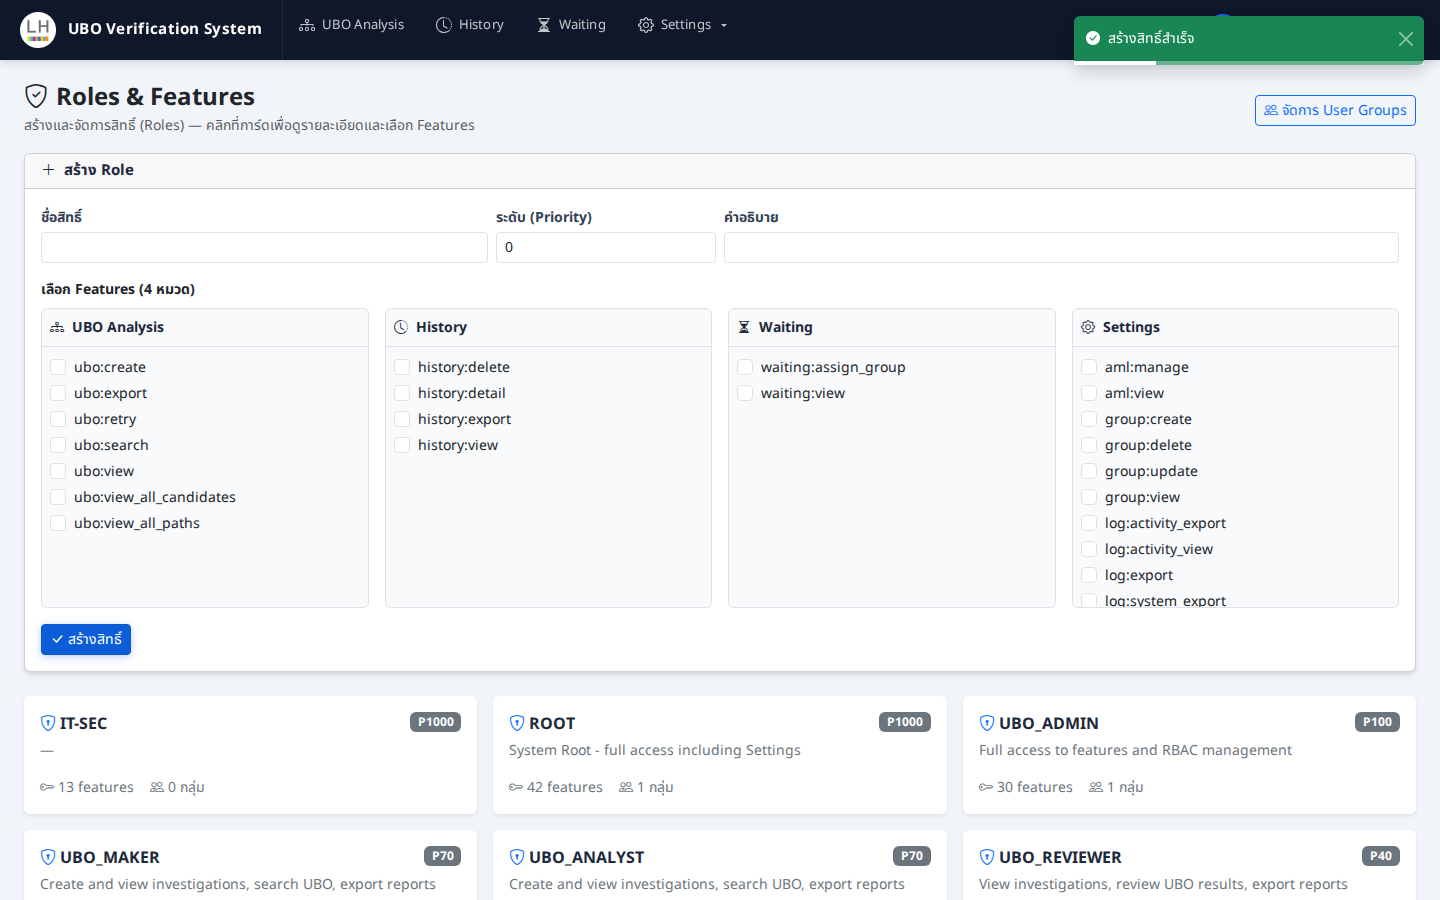 LH UBO Verification System UBO Analysis History Waiting Settings
สร้างสิทธิ์สำเร็จ
Roles & Features
สร้างและจัดการสิทธิ์ (Roles) — คลิกที่การ์ดเพื่อดูรายละเอียดและเลือก Features
จัดการ User Groups
สร้าง Role
ชื่อสิทธิ์ ระดับ (Priority) คำอธิบาย
0
เลือก Features (4 หมวด)
UBO Analysis
ubo:create
ubo:export
ubo:retry
ubo:search
ubo:view
ubo:view_all_candidates
ubo:view_all_paths
History
history:delete
history:detail
history:export
history:view
Waiting
waiting:assign_group
waiting:view
Settings
aml:manage
aml:view
group:create
group:delete
group:update
group:view
log:activity_export
log:activity_view
log:export
log:system_export
สร้างสิทธิ์
IT-SEC P1000
—
13 features 0 กลุ่ม
ROOT P1000
System Root - full access including Settings
42 features 1 กลุ่ม
UBO_ADMIN P100
Full access to features and RBAC management
30 features 1 กลุ่ม
UBO_MAKER P70
Create and view investigations, search UBO, export reports
UBO_ANALYST P70
Create and view investigations, search UBO, export reports
UBO_REVIEWER P40
View investigations, review UBO results, export reports